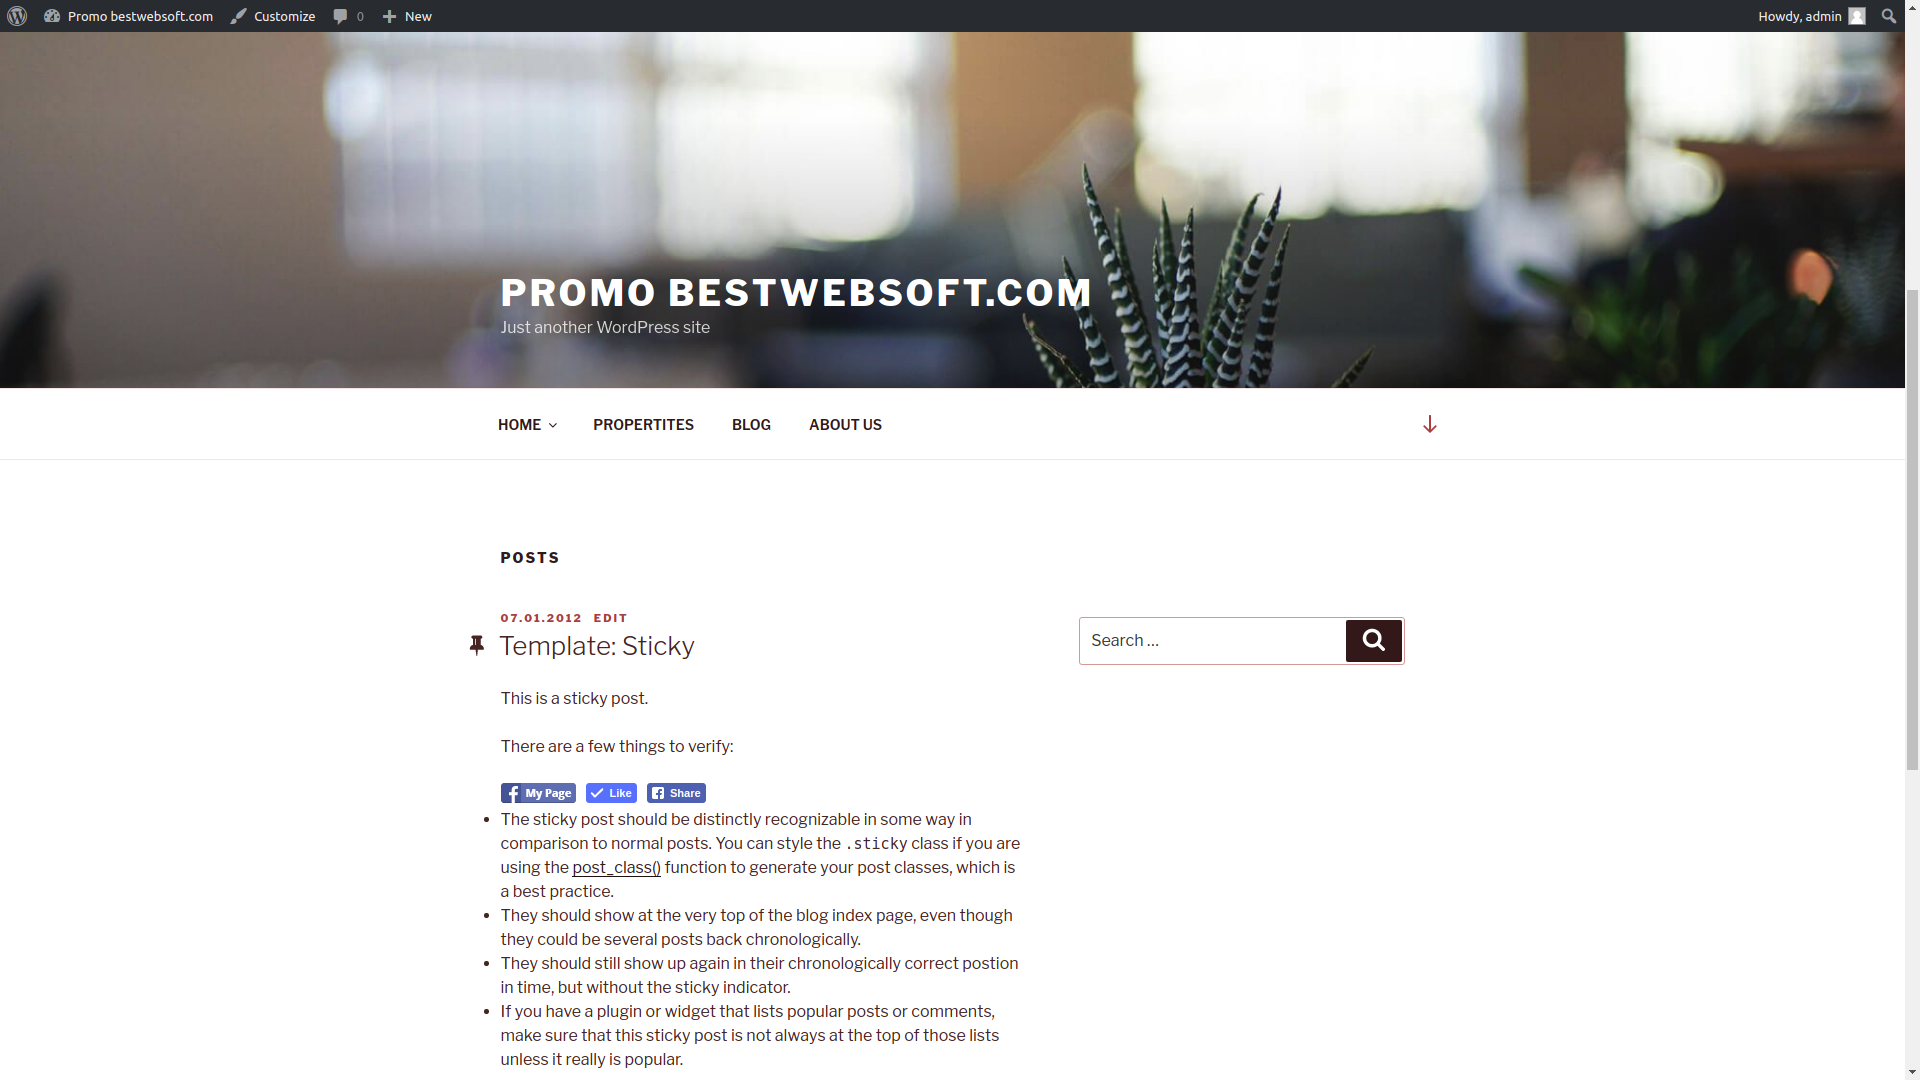 Promo bestwebsoft.com Customize 0 New Howdy, admin
PROMO BESTWEBSOFT.COM
Just another WordPress site
HOME PROPERTITES BLOG ABOUT US
POSTS
07.01.2012 EDIT
Template: Sticky
Search …
This is a sticky post.
There are a few things to verify:
My Page Like Share
• The sticky post should be distinctly recognizable in some way in
comparison to normal posts. You can style the .sticky class if you are
using the post_class() function to generate your post classes, which is
a best practice.
• They should show at the very top of the blog index page, even though
they could be several posts back chronologically.
• They should still show up again in their chronologically correct postion
in time, but without the sticky indicator.
• If you have a plugin or widget that lists popular posts or comments,
make sure that this sticky post is not always at the top of those lists
unless it really is popular.